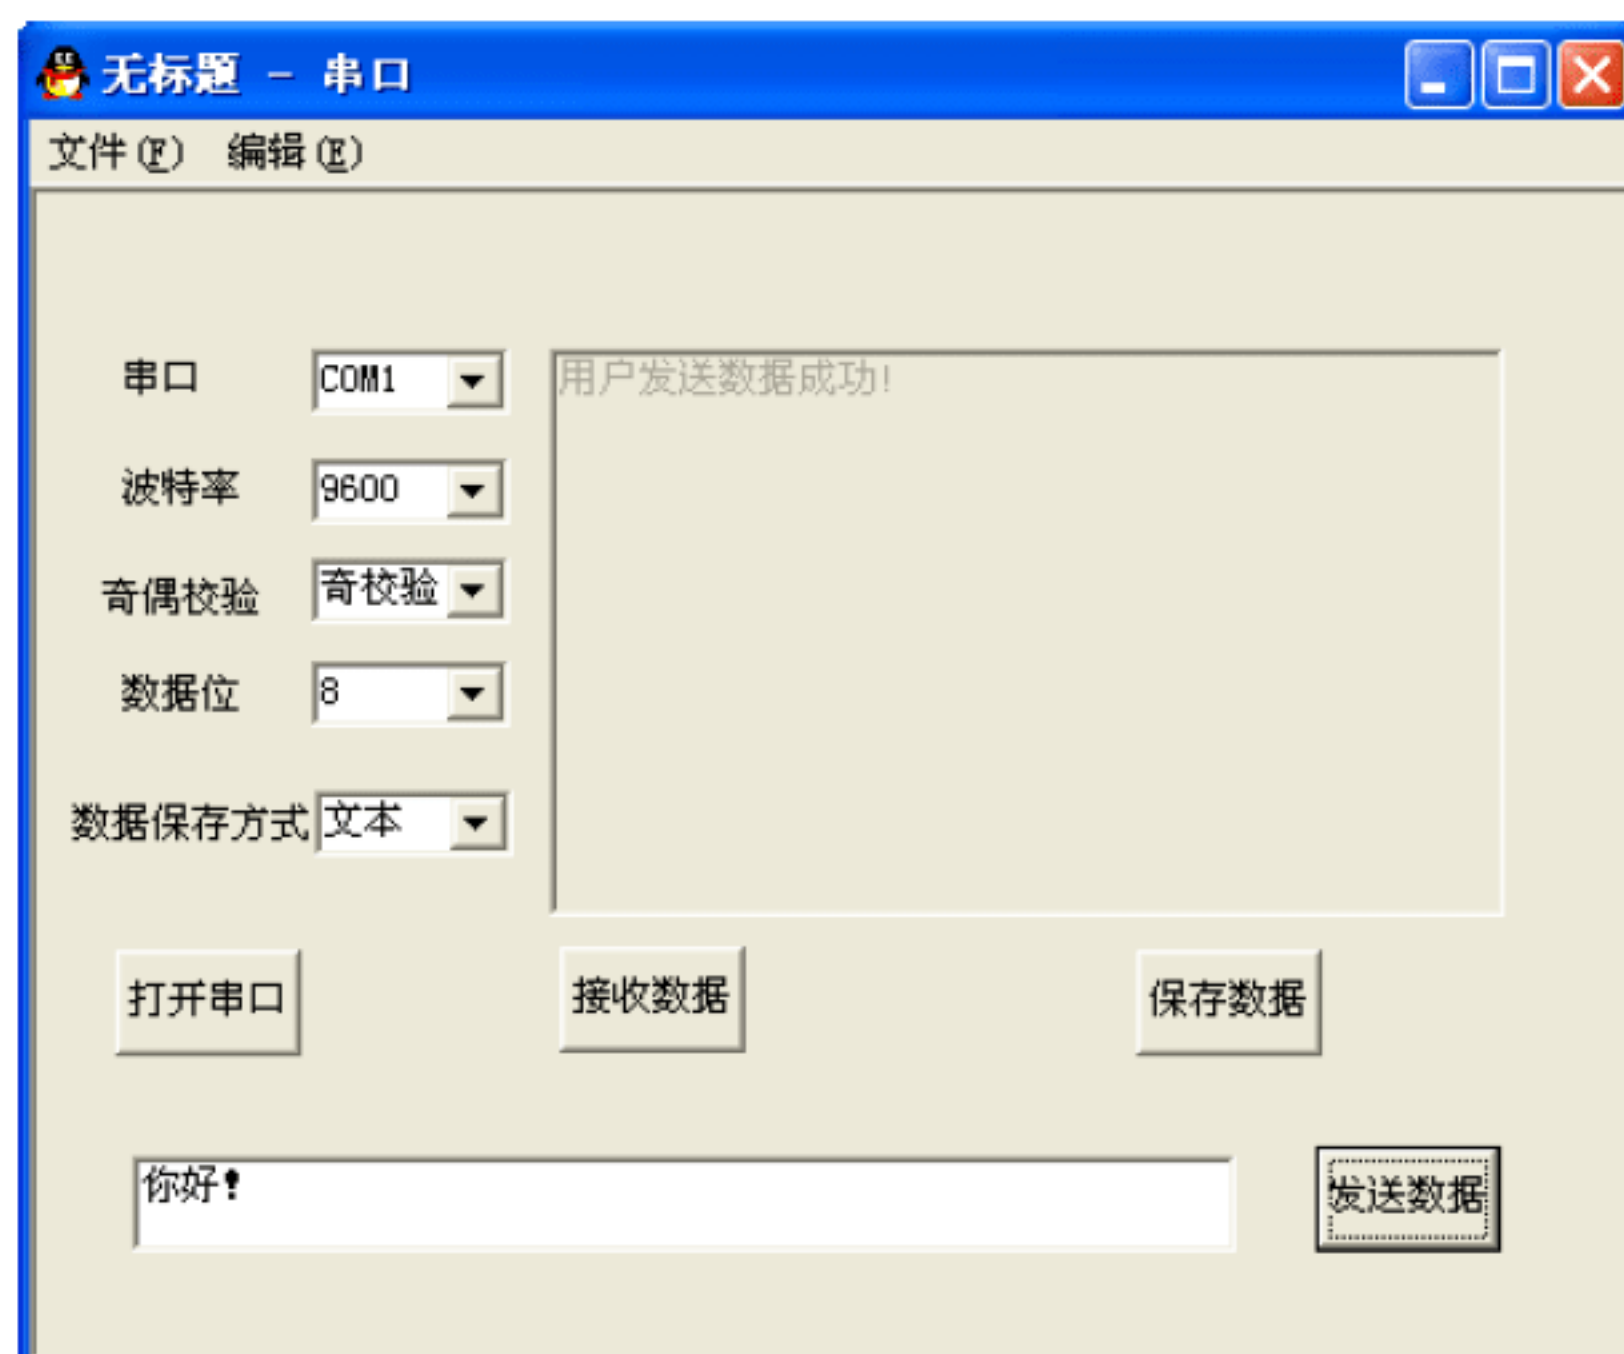 无标题 - 串口
文件(F) 编辑(E)
串口 COM1
用户发送数据成功!
波特率 9600
奇偶校验 奇校验
数据位 8
数据保存方式 文本
打开串口 接收数据 保存数据
你好! 发送数据